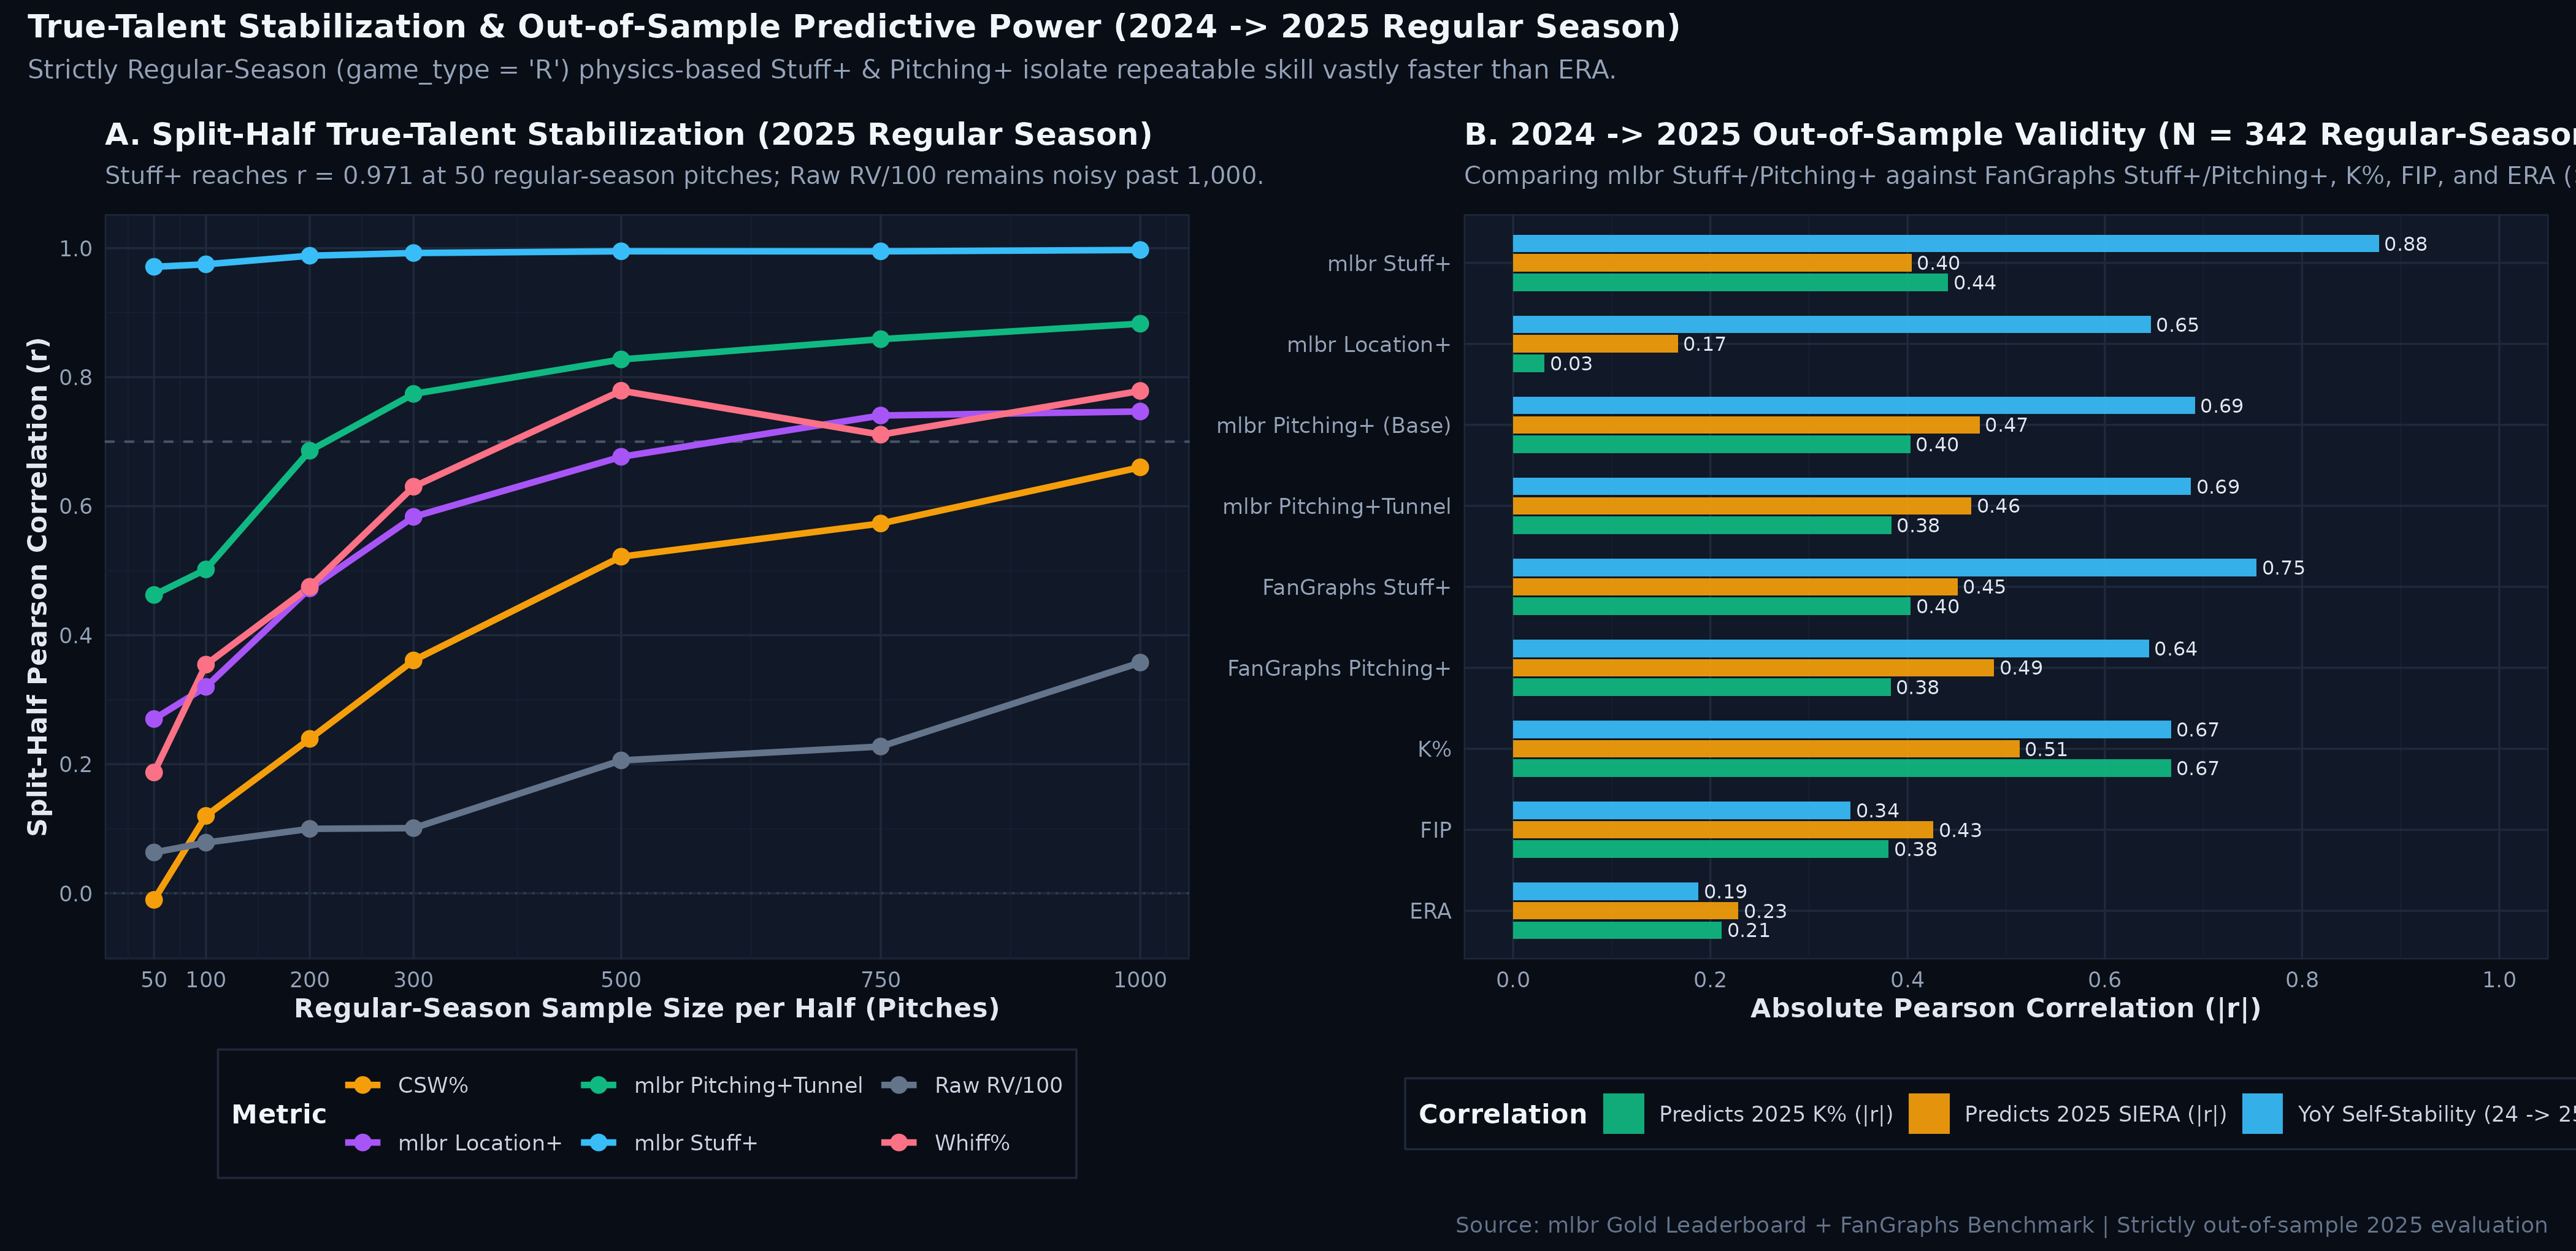 True-Talent Stabilization & Out-of-Sample Predictive Power (2024 -> 2025 Regular Season)
Strictly Regular-Season (game_type = 'R') physics-based Stuff+ & Pitching+ isolate repeatable skill vastly faster than ERA.
A. Split-Half True-Talent Stabilization (2025 Regular Season)
Stuff+ reaches r = 0.971 at 50 regular-season pitches; Raw RV/100 remains noisy past 1,000.
Split-Half Pearson Correlation (r)
1.0
0.8
0.6
0.4
0.2
0.0
50 100 200 300 500 750 1000
Regular-Season Sample Size per Half (Pitches)
Metric
CSW%
mlbr Pitching+Tunnel
Raw RV/100
mlbr Location+
mlbr Stuff+
Whiff%
B. 2024 -> 2025 Out-of-Sample Validity (N = 342 Regular-Season
Comparing mlbr Stuff+/Pitching+ against FanGraphs Stuff+/Pitching+, K%, FIP, and ERA (
mlbr Stuff+
0.88
0.40
0.44
mlbr Location+
0.65
0.17
0.03
mlbr Pitching+ (Base)
0.69
0.47
0.40
mlbr Pitching+Tunnel
0.69
0.46
0.38
FanGraphs Stuff+
0.75
0.45
0.40
FanGraphs Pitching+
0.64
0.49
0.38
K%
0.67
0.51
0.67
FIP
0.34
0.43
0.38
ERA
0.19
0.23
0.21
0.0 0.2 0.4 0.6 0.8 1.0
Absolute Pearson Correlation (|r|)
Correlation
Predicts 2025 K% (|r|)
Predicts 2025 SIERA (|r|)
YoY Self-Stability (24 -> 25
Source: mlbr Gold Leaderboard + FanGraphs Benchmark | Strictly out-of-sample 2025 evaluation